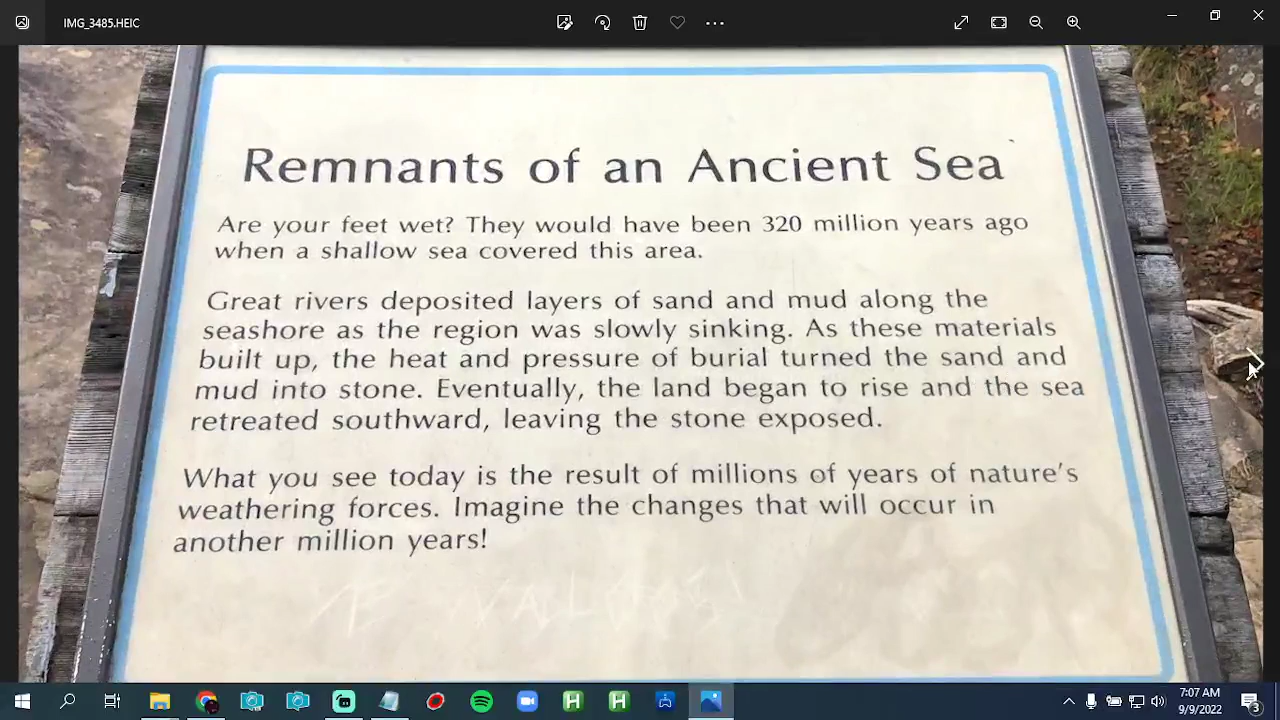 IMG_3485.HEIC
Remnants of an Ancient Sea
Are your feet wet? They would have been 320 million years ago
when a shallow sea covered this area.
Great rivers deposited layers of sand and mud along the
seashore as the region was slowly sinking. As these materials
built up, the heat and pressure of burial turned the sand and
mud into stone. Eventually, the land began to rise and the sea
retreated southward, leaving the stone exposed.
What you see today is the result of millions of years of nature's
weathering forces. Imagine the changes that will occur in
another million years!
7:07 AM
9/9/2022
3